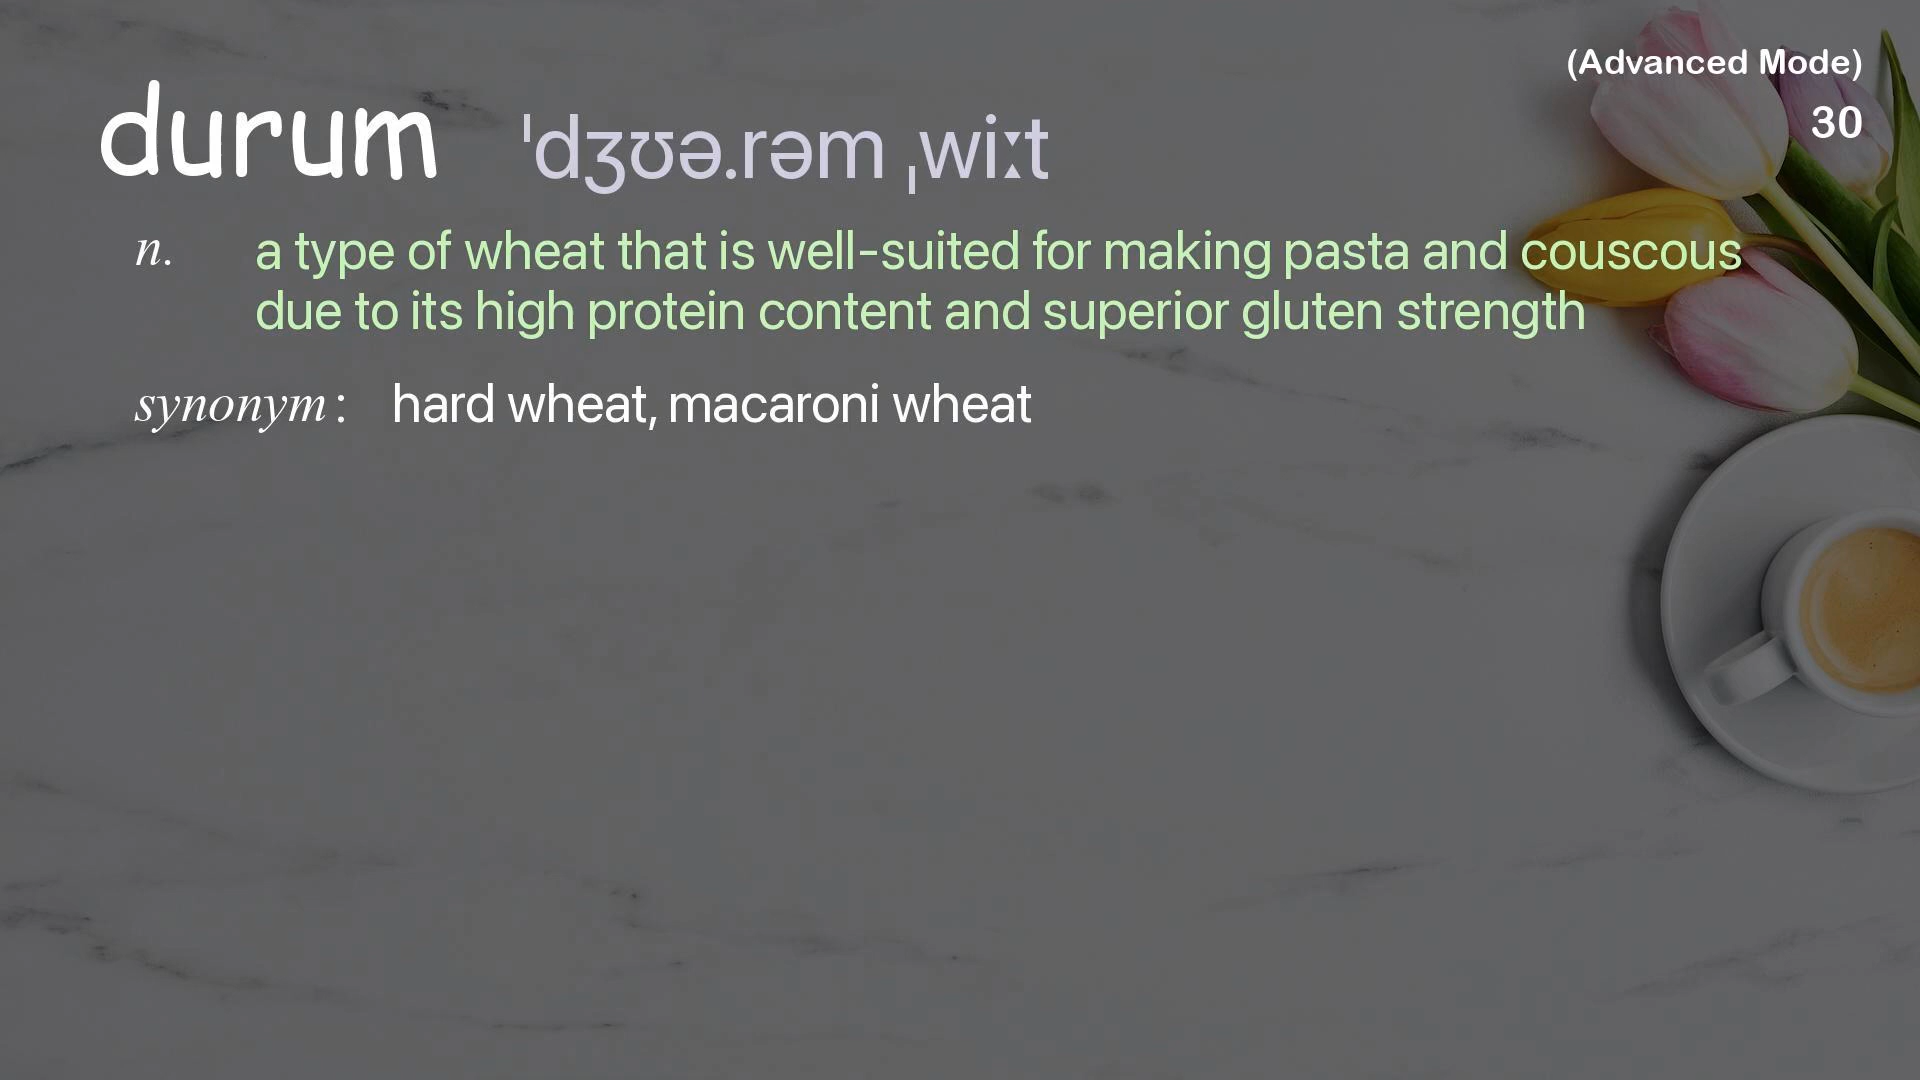 (Advanced Mode)
durum ˈdʒʊə.rəm ˌwiːt
30
n. a type of wheat that is well-suited for making pasta and couscous
due to its high protein content and superior gluten strength
synonym: hard wheat, macaroni wheat